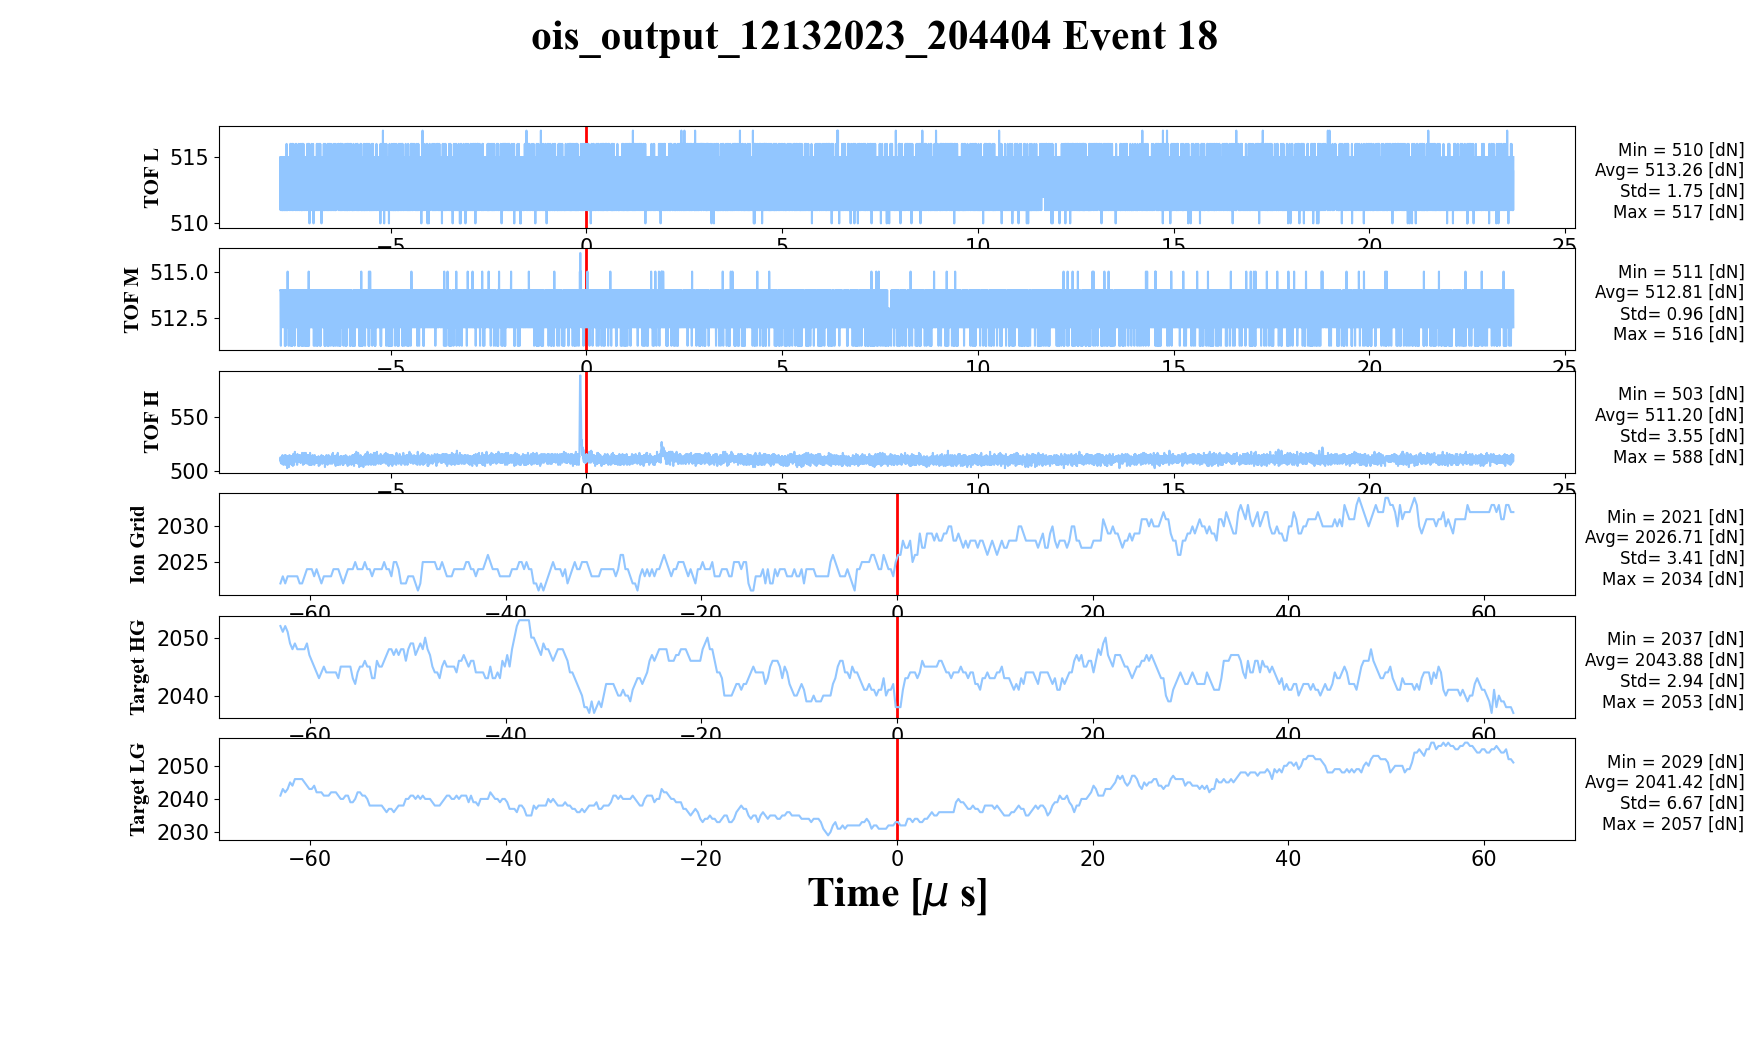 ois_output_12132023_204404 Event 18
TOF L
515
510
Min = 510 [dN]
Avg= 513.26 [dN]
Std= 1.75 [dN]
Max = 517 [dN]
−5 0 5 10 15 20 25
TOF M
515.0
512.5
Min = 511 [dN]
Avg= 512.81 [dN]
Std= 0.96 [dN]
Max = 516 [dN]
−5 0 5 10 15 20 25
TOF H
550
500
Min = 503 [dN]
Avg= 511.20 [dN]
Std= 3.55 [dN]
Max = 588 [dN]
−5 0 5 10 15 20 25
Ion Grid
2030
2025
Min = 2021 [dN]
Avg= 2026.71 [dN]
Std= 3.41 [dN]
Max = 2034 [dN]
−60 −40 −20 0 20 40 60
Target HG
2050
2040
Min = 2037 [dN]
Avg= 2043.88 [dN]
Std= 2.94 [dN]
Max = 2053 [dN]
−60 −40 −20 0 20 40 60
Target LG
2050
2040
2030
Min = 2029 [dN]
Avg= 2041.42 [dN]
Std= 6.67 [dN]
Max = 2057 [dN]
−60 −40 −20 0 20 40 60
Time [μ s]